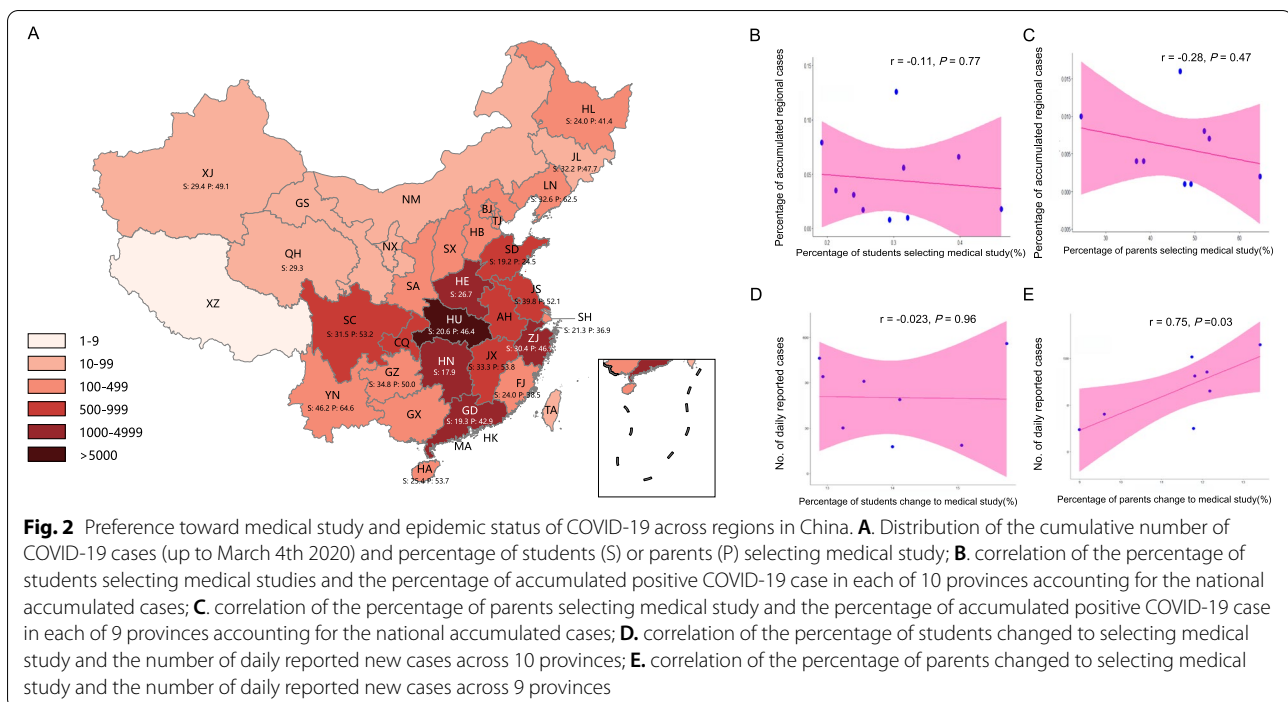 A
HL
S: 24.0 P: 41.4
JL
S: 32.2 P:47.7
XJ
S: 29.4 P: 49.1
LN
S: 32.6 P: 62.5
GS
NM
BJ
TJ
HB
NX
SX
QH
S: 29.3
SD
S: 19.2 P: 24.5
SA
HE
S: 26.7
JS
S: 39.8 P: 52.1
XZ
SC
S: 31.5 P: 53.2
HU
S: 20.6 P: 46.4
AH
SH
S: 21.3 P: 36.9
CQ
ZJ
HN
S: 17.9
JX
S: 33.3 P: 53.8
GZ
S: 34.8 P: 50.0
FJ
S: 24.0 P: 38.5
YN
S: 46.2 P: 64.6
GX
GD
S: 19.3 P: 42.9
TA
HK
MA
HA
S: 25.4 P: 53.7
1-9
10-99
100-499
500-999
1000-4999
>5000
B
r = -0.11, P = 0.77
Percentage of accumulated regional cases
Percentage of students selecting medical study(%)
C
r = -0.28, P = 0.47
Percentage of accumulated regional cases
Percentage of parents selecting medical study(%)
D
r = -0.023, P = 0.96
No. of daily reported cases
Percentage of students change to medical study(%)
E
r = 0.75, P=0.03
No. of daily reported cases
Percentage of parents change to medical study(%)
Fig. 2 Preference toward medical study and epidemic status of COVID-19 across regions in China. A. Distribution of the cumulative number of
COVID-19 cases (up to March 4th 2020) and percentage of students (S) or parents (P) selecting medical study; B. correlation of the percentage of
students selecting medical studies and the percentage of accumulated positive COVID-19 case in each of 10 provinces accounting for the national
accumulated cases; C. correlation of the percentage of parents selecting medical study and the percentage of accumulated positive COVID-19 case
in each of 9 provinces accounting for the national accumulated cases; D. correlation of the percentage of students changed to selecting medical
study and the number of daily reported new cases across 10 provinces; E. correlation of the percentage of parents changed to selecting medical
study and the number of daily reported new cases across 9 provinces